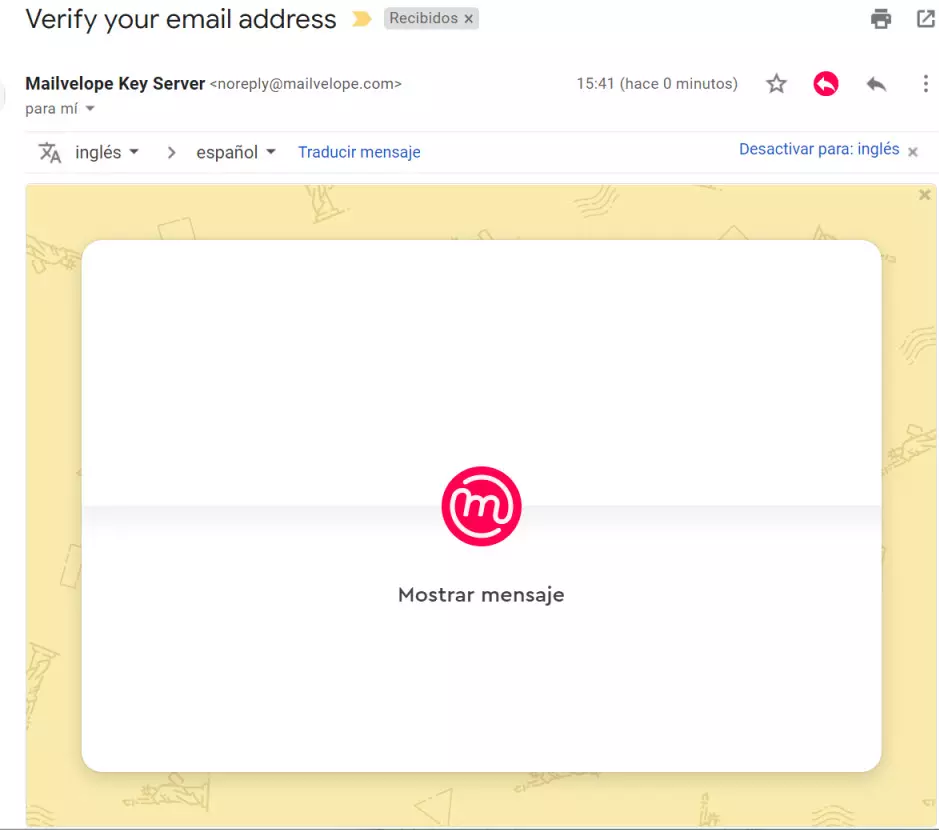 Verify your email address Recibidos ×
Mailvelope Key Server <noreply@mailvelope.com> 15:41 (hace 0 minutos)
para mí
inglés > español Traducir mensaje Desactivar para: inglés ×
m
Mostrar mensaje